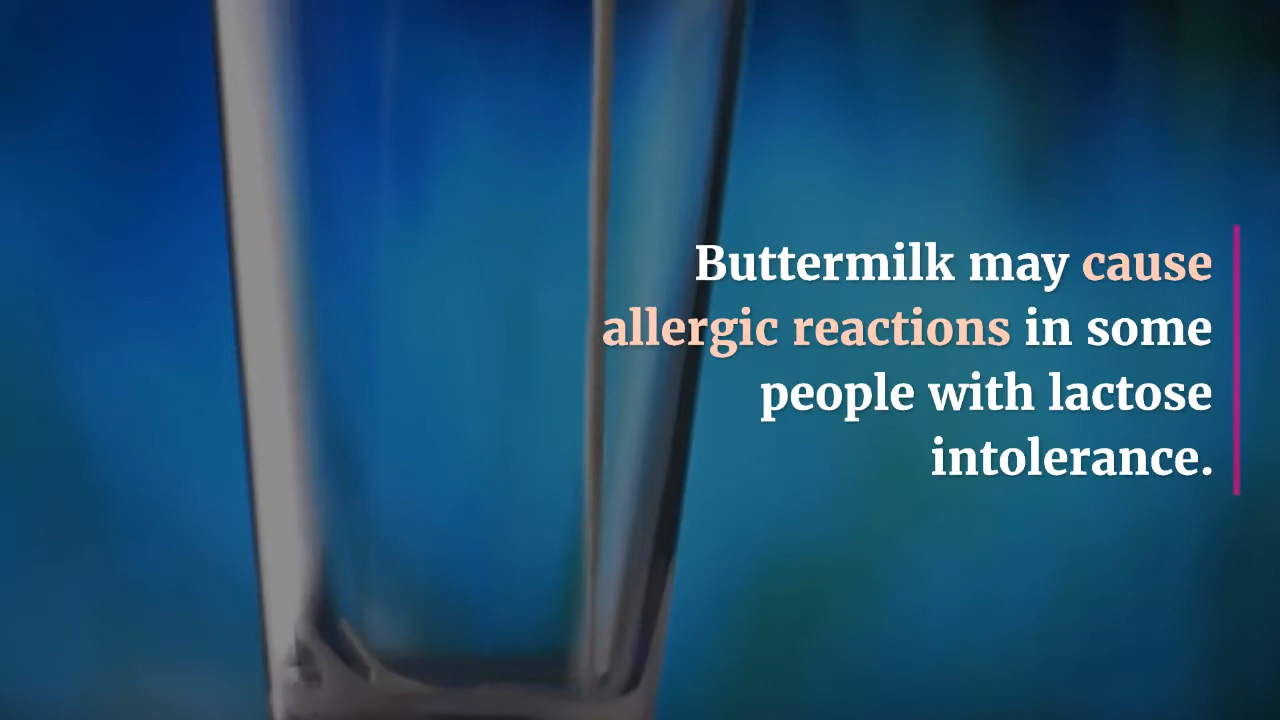 Buttermilk may cause
allergic reactions in some
people with lactose
intolerance.